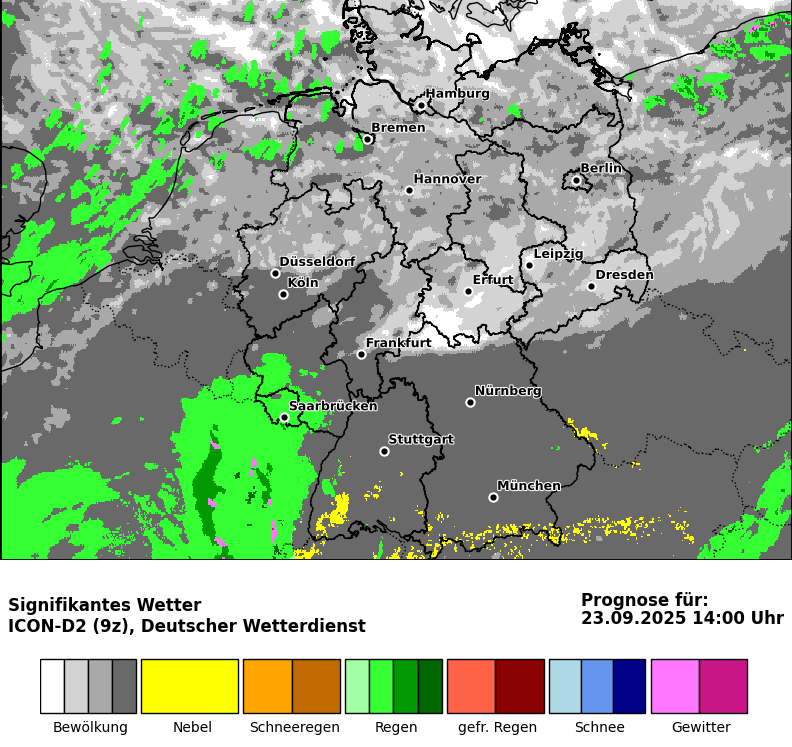 Hamburg
Bremen
Berlin
Hannover
Leipzig
Düsseldorf
Dresden
Köln
Erfurt
Frankfurt
Nürnberg
Saarbrücken
Stuttgart
München
Signifikantes Wetter
ICON-D2 (9z), Deutscher Wetterdienst
Prognose für:
23.09.2025 14:00 Uhr
Bewölkung
Nebel
Schneeregen
Regen
gefr. Regen
Schnee
Gewitter